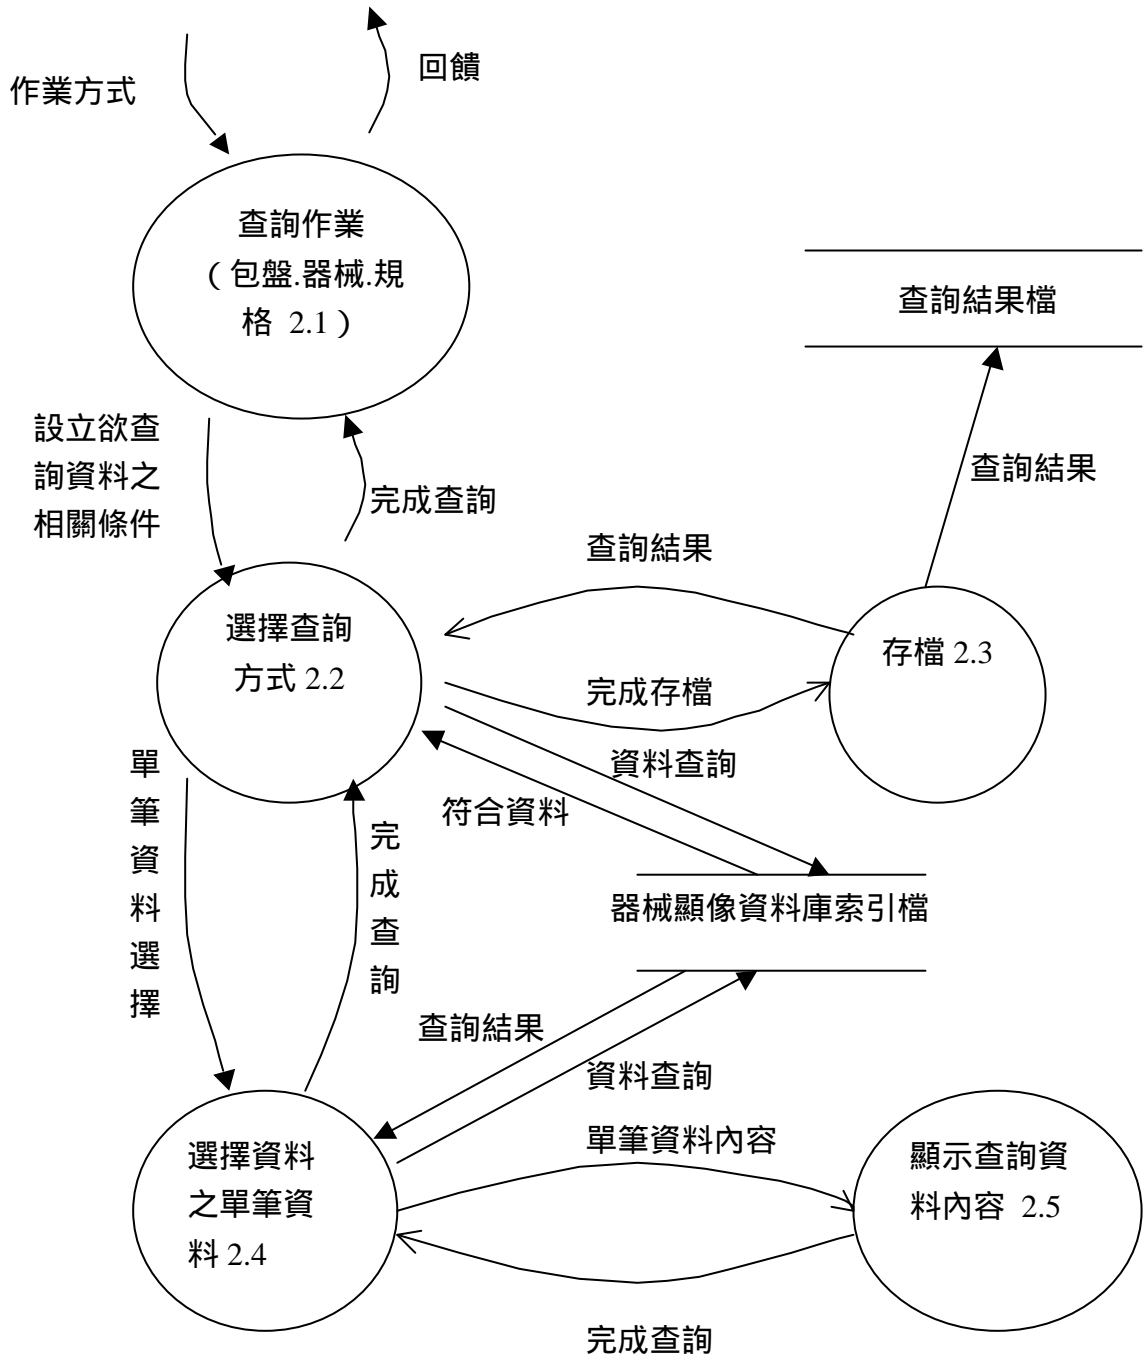 作業方式
回饋
查詢作業
（包盤.器械.規
格 2.1）
查詢結果檔
設立欲查
詢資料之
相關條件
完成查詢
查詢結果
查詢結果
選擇查詢
方式 2.2
存檔 2.3
完成存檔
資料查詢
符合資料
單筆資料選擇
完成查詢
器械顯像資料庫索引檔
查詢結果
資料查詢
單筆資料內容
選擇資料
之單筆資
料 2.4
顯示查詢資
料內容 2.5
完成查詢